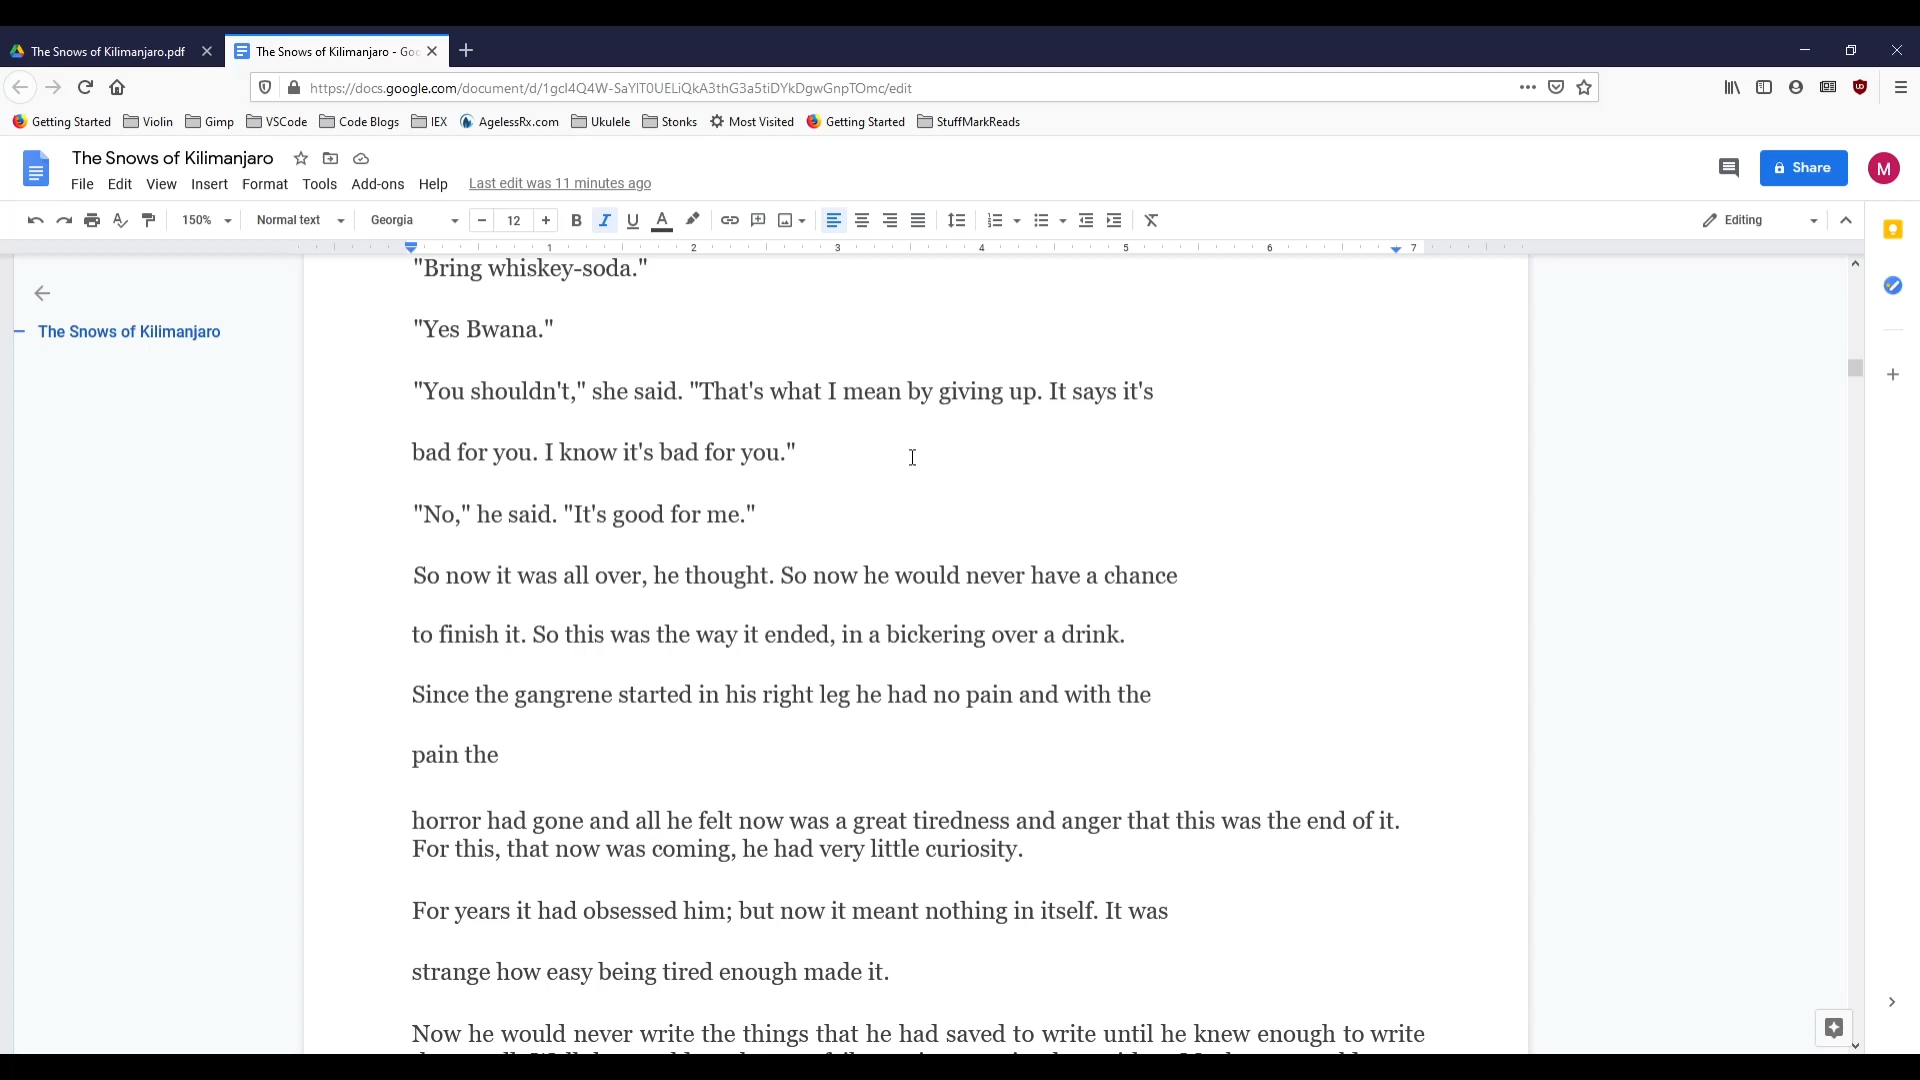 The Snows of Kilimanjaro.pdf
The Snows of Kilimanjaro - Goo
https://docs.google.com/document/d/1gcl4Q4W-SaYlT0UELiQkA3thG3a5tiDYkDgwGnpTOmc/edit
Getting Started Violin Gimp VSCode Code Blogs IEX AgelessRx.com Ukulele Stonks Most Visited Getting Started StuffMarkReads
The Snows of Kilimanjaro
File Edit View Insert Format Tools Add-ons Help Last edit was 11 minutes ago
Share
M
150% Normal text Georgia 12 B I U A Editing
1 2 3 4 5 6 7
The Snows of Kilimanjaro
"Bring whiskey-soda."
"Yes Bwana."
"You shouldn't," she said. "That's what I mean by giving up. It says it's
bad for you. I know it's bad for you."
"No," he said. "It's good for me."
So now it was all over, he thought. So now he would never have a chance
to finish it. So this was the way it ended, in a bickering over a drink.
Since the gangrene started in his right leg he had no pain and with the
pain the
horror had gone and all he felt now was a great tiredness and anger that this was the end of it.
For this, that now was coming, he had very little curiosity.
For years it had obsessed him; but now it meant nothing in itself. It was
strange how easy being tired enough made it.
Now he would never write the things that he had saved to write until he knew enough to write